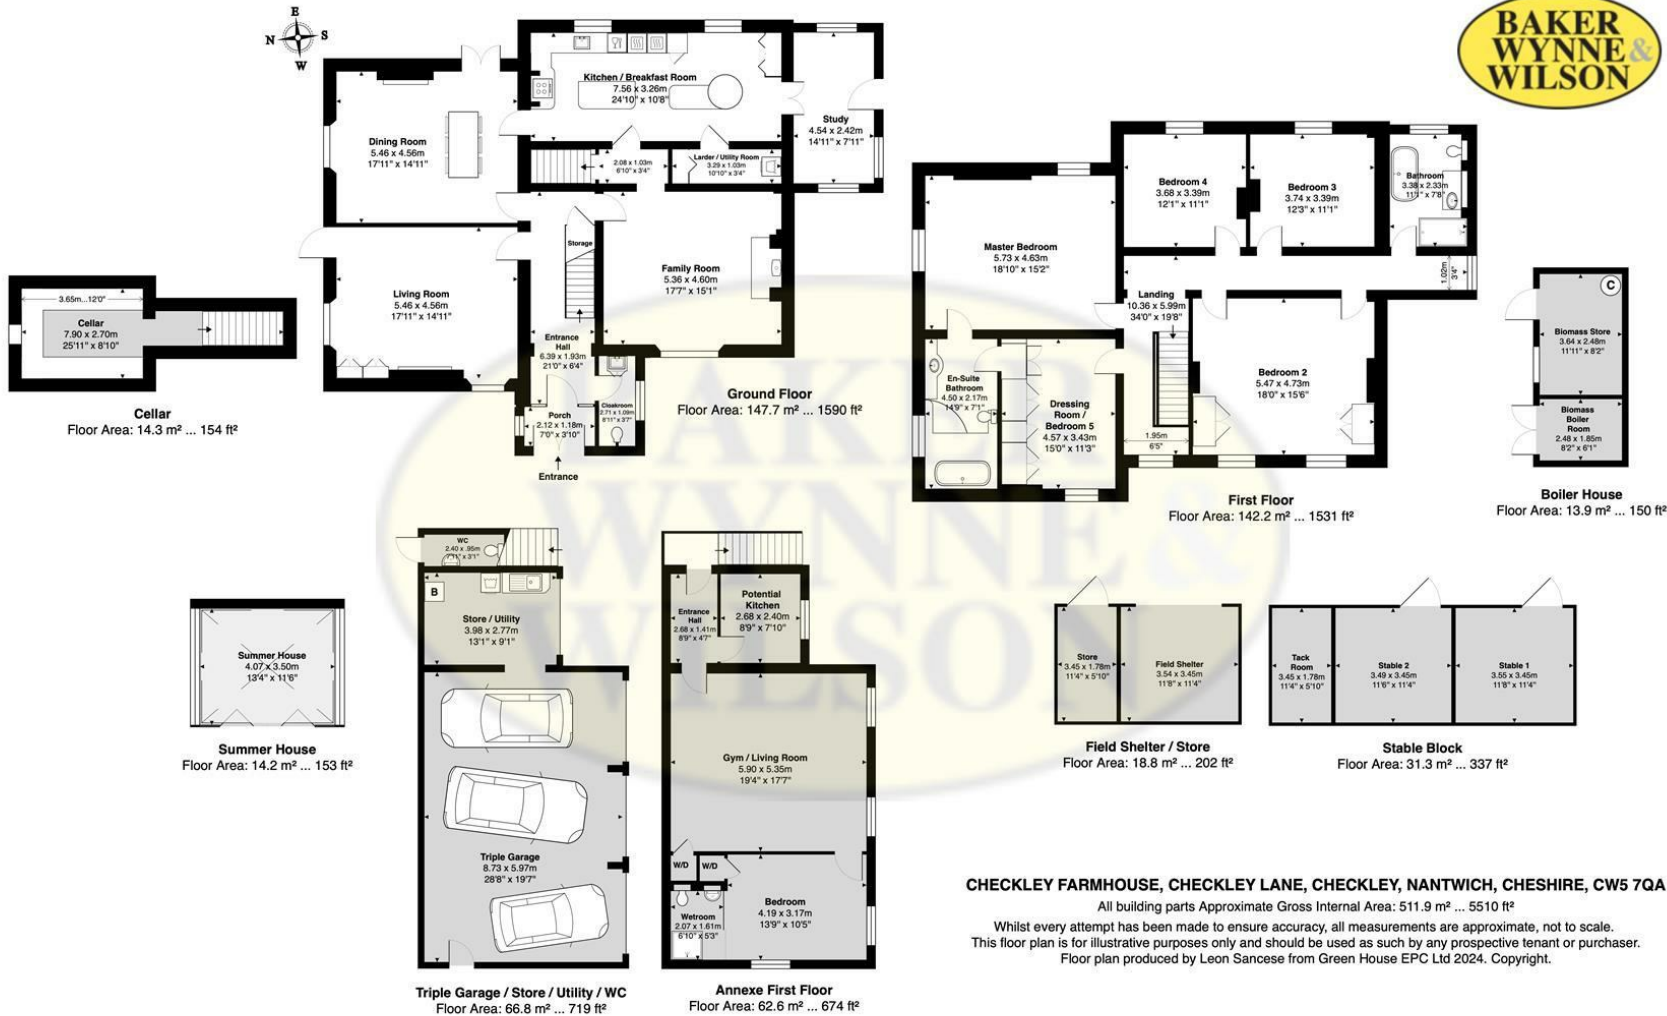 E
N
S
W
BAKER
WYNNE &
WILSON
Kitchen / Breakfast Room
7.56 x 3.26m
24'10" x 10'8"
Dining Room
5.46 x 4.56m
17'11" x 14'11"
Study
4.54 x 2.42m
14'11" x 7'11"
2.08 x 1.03m
6'10" x 3'4"
Larder / Utility Room
3.29 x 1.03m
10'10" x 3'4"
Storage
Family Room
5.36 x 4.60m
17'7" x 15'1"
Living Room
5.46 x 4.56m
17'11" x 14'11"
Entrance
Hall
6.39 x 1.93m
21'0" x 6'4"
Porch
2.12 x 1.18m
7'0" x 3'10"
Cloakroom
2.71 x 1.09m
8'11" x 3'7"
Entrance
Ground Floor
Floor Area: 147.7 m² ... 1590 ft²
3.65m...12'0"
Cellar
7.90 x 2.70m
25'11" x 8'10"
Cellar
Floor Area: 14.3 m² ... 154 ft²
Bedroom 4
3.68 x 3.39m
12'1" x 11'1"
Bedroom 3
3.74 x 3.39m
12'3" x 11'1"
Bathroom
3.38 x 2.33m
11'1" x 7'8"
Master Bedroom
5.73 x 4.63m
18'10" x 15'2"
Landing
10.36 x 5.99m
34'0" x 19'8"
1.02m
3'4"
Bedroom 2
5.47 x 4.73m
18'0" x 15'6"
En-Suite
Bathroom
4.50 x 2.17m
14'9" x 7'1"
Dressing
Room /
Bedroom 5
4.57 x 3.43m
15'0" x 11'3"
1.95m
6'5"
First Floor
Floor Area: 142.2 m² ... 1531 ft²
C
Biomass Store
3.64 x 2.48m
11'11" x 8'2"
Biomass
Boiler
Room
2.48 x 1.85m
8'2" x 6'1"
Boiler House
Floor Area: 13.9 m² ... 150 ft²
BAKER
WYNNE &
WILSON
Summer House
4.07 x 3.50m
13'4" x 11'6"
Summer House
Floor Area: 14.2 m² ... 153 ft²
WC
2.40 x .95m
7'11" x 3'1"
B
Store / Utility
3.98 x 2.77m
13'1" x 9'1"
Triple Garage
8.73 x 5.97m
28'8" x 19'7"
Triple Garage / Store / Utility / WC
Floor Area: 66.8 m² ... 719 ft²
Entrance
Hall
2.68 x 1.41m
8'9" x 4'7"
Potential
Kitchen
2.68 x 2.40m
8'9" x 7'10"
Gym / Living Room
5.90 x 5.35m
19'4" x 17'7"
W/D
W/D
Wetroom
2.07 x 1.61m
6'10" x 5'3"
Bedroom
4.19 x 3.17m
13'9" x 10'5"
Annexe First Floor
Floor Area: 62.6 m² ... 674 ft²
Store
3.45 x 1.78m
11'4" x 5'10"
Field Shelter
3.54 x 3.45m
11'8" x 11'4"
Field Shelter / Store
Floor Area: 18.8 m² ... 202 ft²
Tack
Room
3.45 x 1.78m
11'4" x 5'10"
Stable 2
3.49 x 3.45m
11'6" x 11'4"
Stable 1
3.55 x 3.45m
11'8" x 11'4"
Stable Block
Floor Area: 31.3 m² ... 337 ft²
CHECKLEY FARMHOUSE, CHECKLEY LANE, CHECKLEY, NANTWICH, CHESHIRE, CW5 7QA
All building parts Approximate Gross Internal Area: 511.9 m² ... 5510 ft²
Whilst every attempt has been made to ensure accuracy, all measurements are approximate, not to scale.
This floor plan is for illustrative purposes only and should be used as such by any prospective tenant or purchaser.
Floor plan produced by Leon Sancese from Green House EPC Ltd 2024. Copyright.